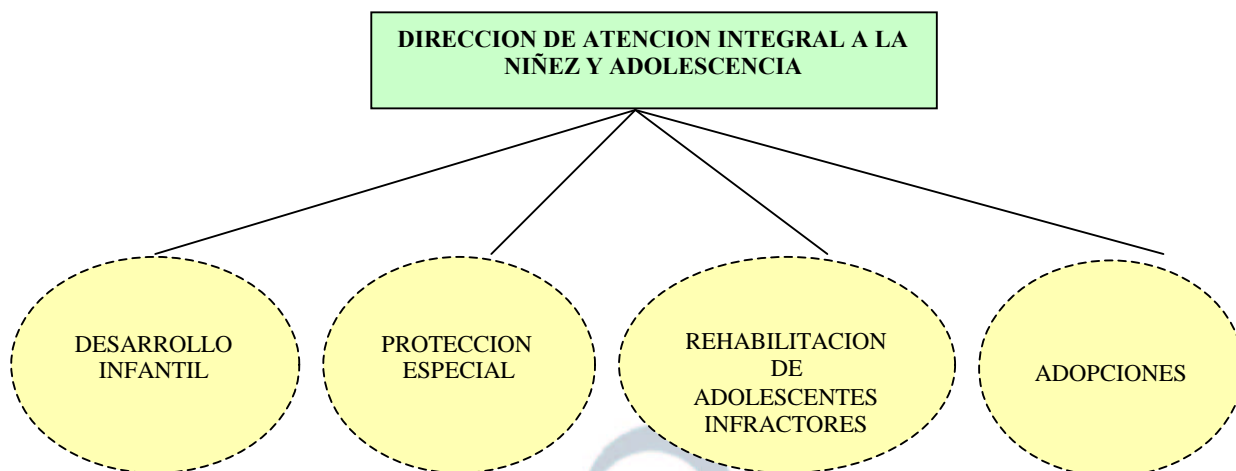 DIRECCION DE ATENCION INTEGRAL A LA
NIÑEZ Y ADOLESCENCIA
DESARROLLO
INFANTIL
PROTECCION
ESPECIAL
REHABILITACION
DE
ADOLESCENTES
INFRACTORES
ADOPCIONES